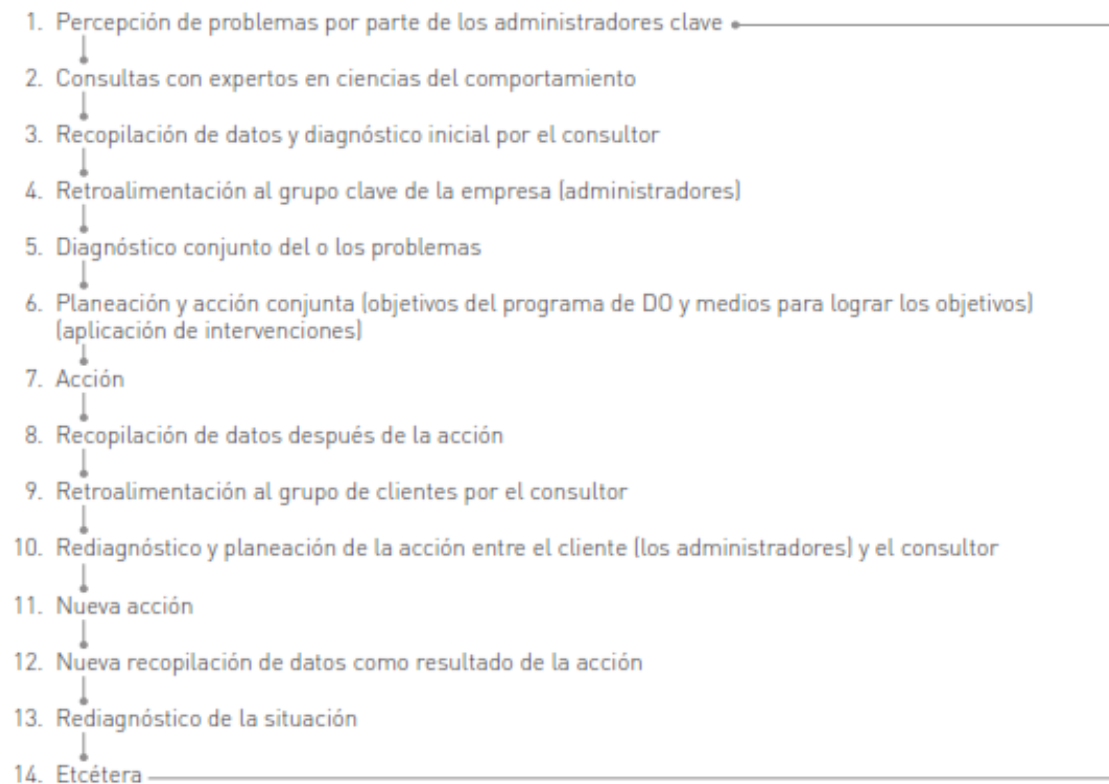 1. Percepción de problemas por parte de los administradores clave
2. Consultas con expertos en ciencias del comportamiento
3. Recopilación de datos y diagnóstico inicial por el consultor
4. Retroalimentación al grupo clave de la empresa (administradores)
5. Diagnóstico conjunto del o los problemas
6. Planeación y acción conjunta (objetivos del programa de DO y medios para lograr los objetivos)
(aplicación de intervenciones)
7. Acción
8. Recopilación de datos después de la acción
9. Retroalimentación al grupo de clientes por el consultor
10. Rediagnóstico y planeación de la acción entre el cliente (los administradores) y el consultor
11. Nueva acción
12. Nueva recopilación de datos como resultado de la acción
13. Rediagnóstico de la situación
14. Etcétera